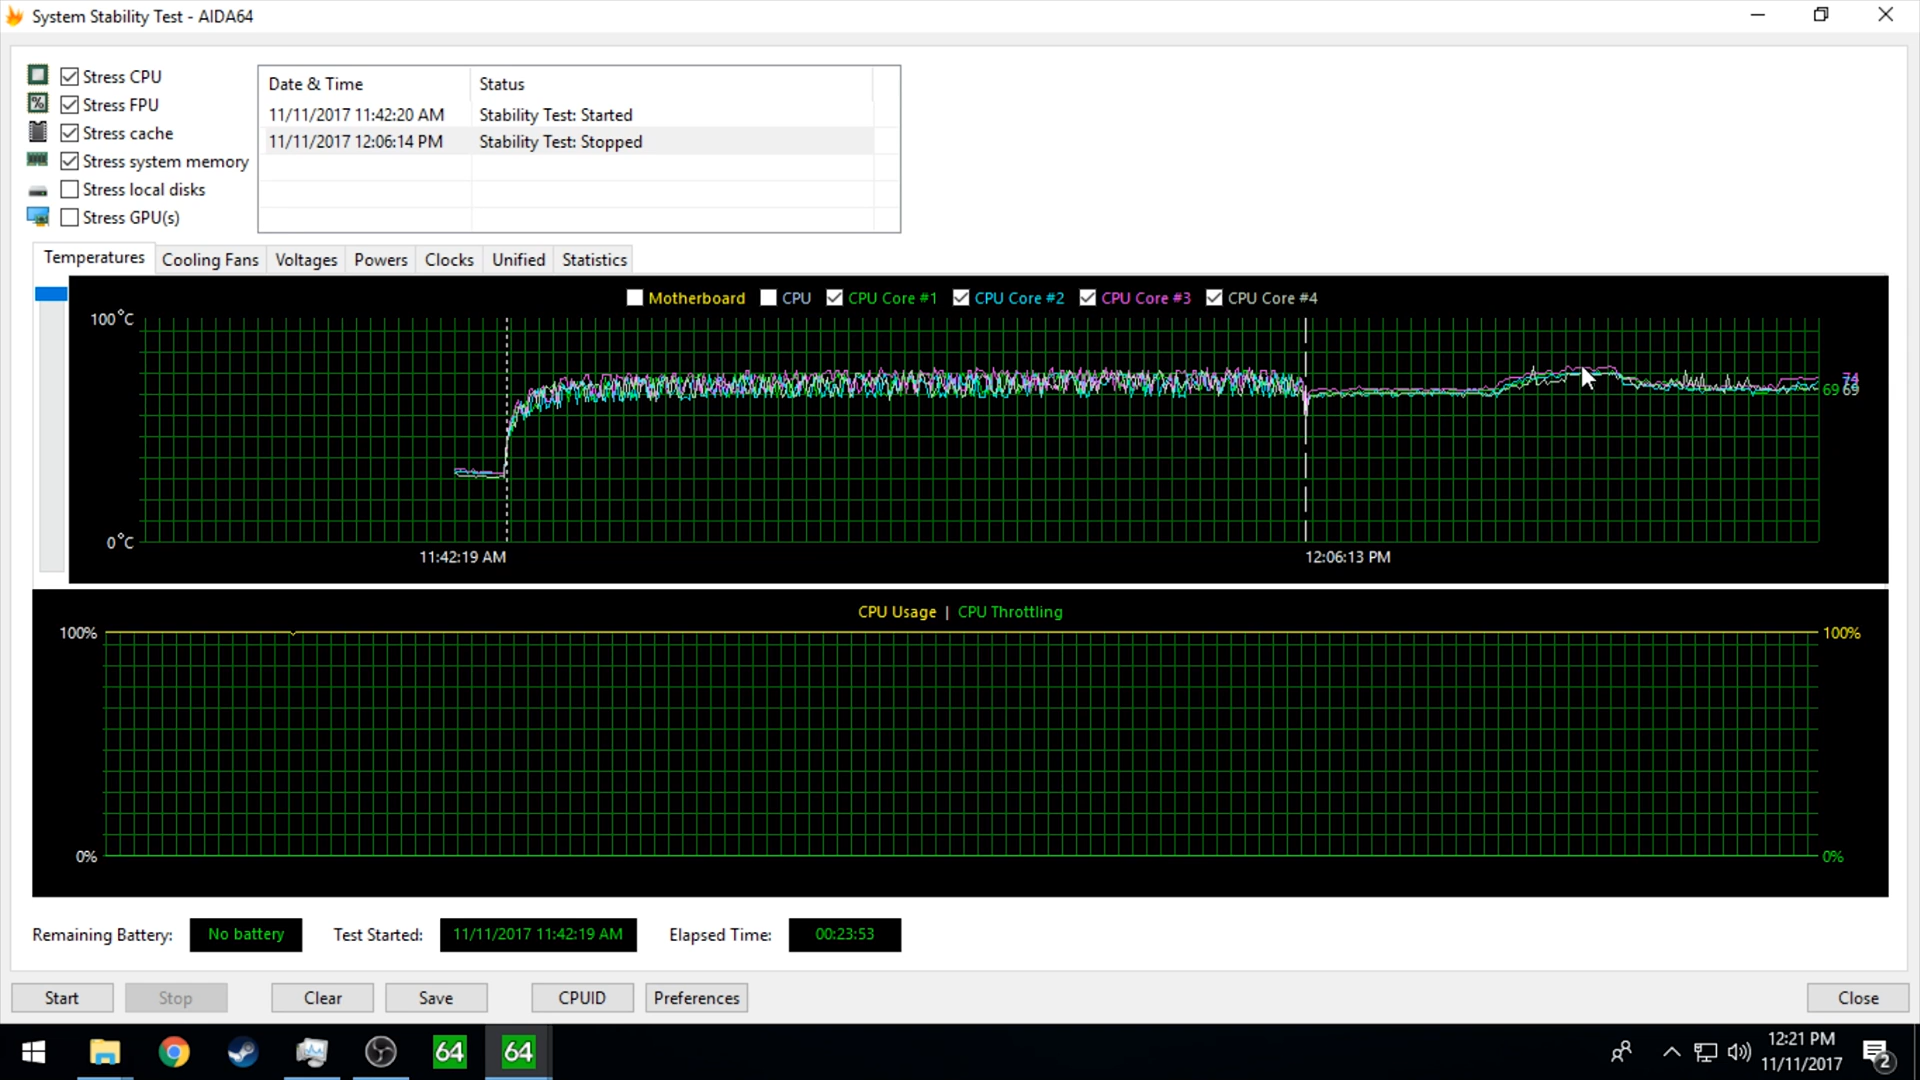 System Stability Test - AIDA64
Stress CPU
Stress FPU
Stress cache
Stress system memory
Stress local disks
Stress GPU(s)
Date & Time Status
11/11/2017 11:42:20 AM Stability Test: Started
11/11/2017 12:06:14 PM Stability Test: Stopped
Temperatures Cooling Fans Voltages Powers Clocks Unified Statistics
Motherboard CPU CPU Core #1 CPU Core #2 CPU Core #3 CPU Core #4
100°C
74
69 69
0°C
11:42:19 AM 12:06:13 PM
CPU Usage | CPU Throttling
100% 100%
0% 0%
Remaining Battery: No battery Test Started: 11/11/2017 11:42:19 AM Elapsed Time: 00:23:53
Start Stop Clear Save CPUID Preferences Close
64 64
12:21 PM
11/11/2017
2